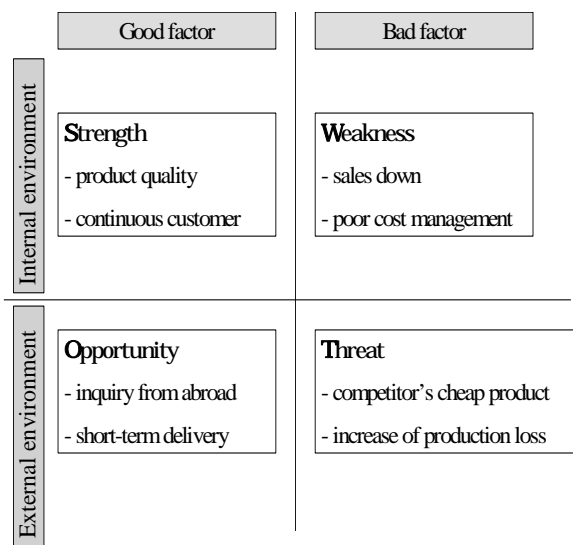 Good factor
Bad factor
Internal environment
Strength
- product quality
- continuous customer
Weakness
- sales down
- poor cost management
External environment
Opportunity
- inquiry from abroad
- short-term delivery
Threat
- competitor’s cheap product
- increase of production loss